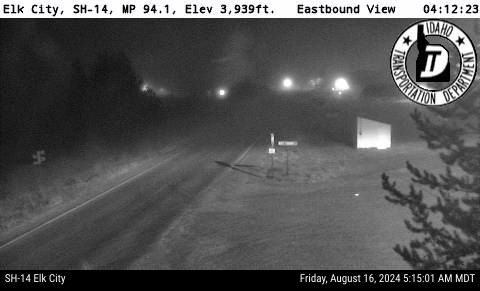 Elk City, SH-14, MP 94.1, Elev 3,939ft. Eastbound View 04:12:23
IDAHO
TRANSPORTATION DEPARTMENT
SH-14 Elk City Friday, August 16, 2024 5:15:01 AM MDT